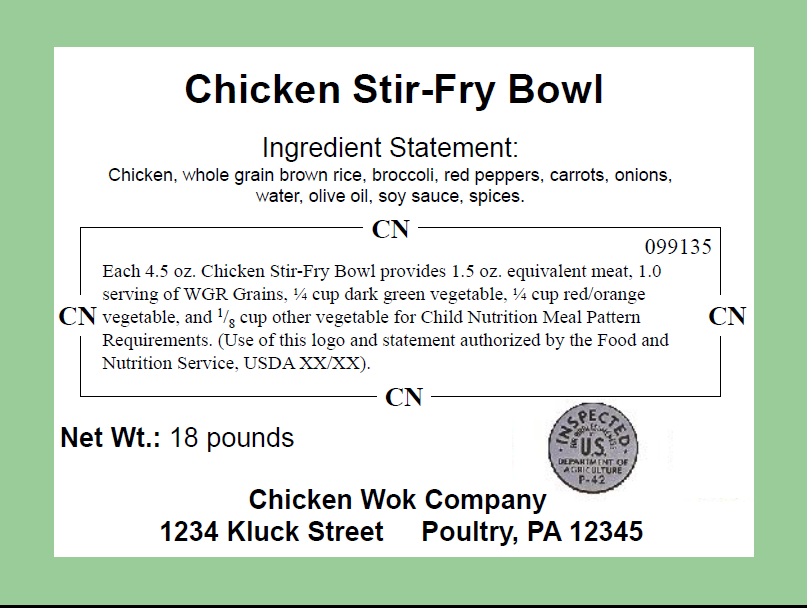 Chicken Stir-Fry Bowl
Ingredient Statement:
Chicken, whole grain brown rice, broccoli, red peppers, carrots, onions,
water, olive oil, soy sauce, spices.
CN
099135
Each 4.5 oz. Chicken Stir-Fry Bowl provides 1.5 oz. equivalent meat, 1.0
serving of WGR Grains, ¼ cup dark green vegetable, ¼ cup red/orange
CN
vegetable, and 1/8 cup other vegetable for Child Nutrition Meal Pattern
CN
Requirements. (Use of this logo and statement authorized by the Food and
Nutrition Service, USDA XX/XX).
CN
Net Wt.: 18 pounds
INSPECTED
U.S.
DEPARTMENT OF
AGRICULTURE
P-42
Chicken Wok Company
1234 Kluck Street Poultry, PA 12345